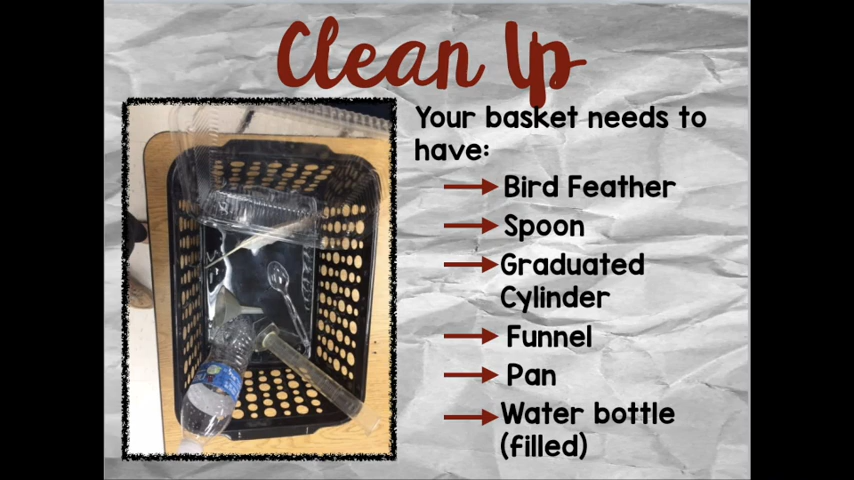 Clean Up
Your basket needs to
have:
Bird Feather
Spoon
Graduated
Cylinder
Funnel
Pan
Water bottle
(filled)